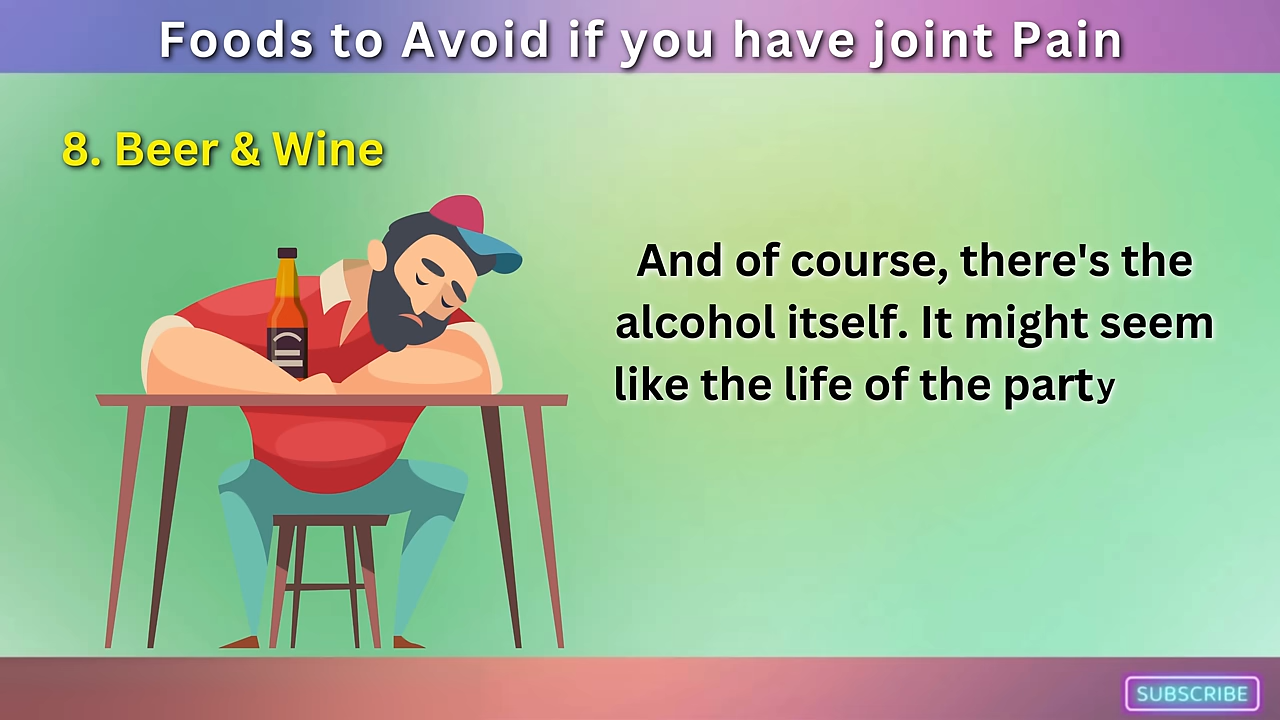 Foods to Avoid if you have joint Pain
8. Beer & Wine
And of course, there's the
alcohol itself. It might seem
like the life of the party
SUBSCRIBE